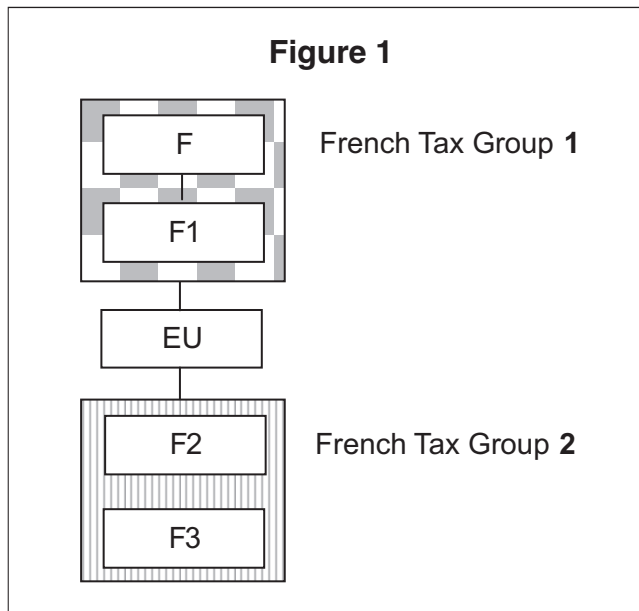 Figure 1
F
French Tax Group 1
F1
EU
F2
French Tax Group 2
F3